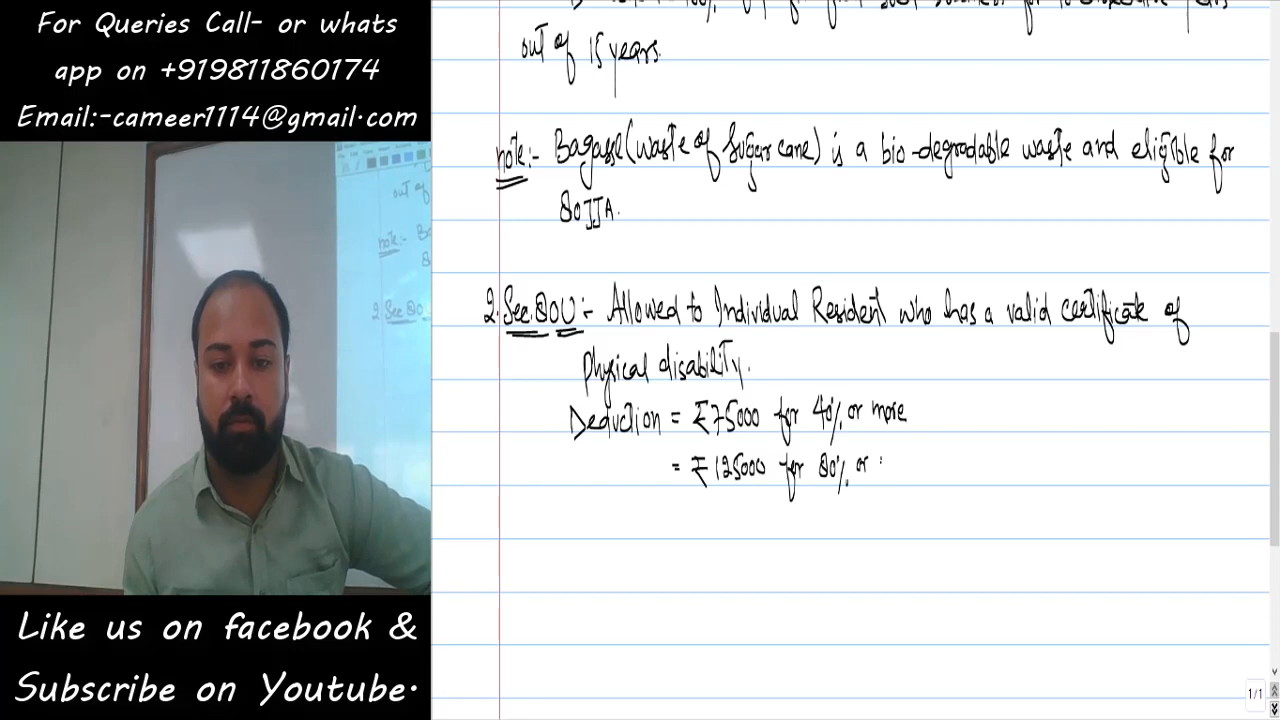 For Queries Call- or whats
app on +919811860174
Email:-cameer1114@gmail.com
out of 15 years.
note:- Bagasse (waste of Sugar cane) is a bio-degradable waste and eligible for
80JJA.
2. Sec. 80U:- Allowed to Individual Resident who has a valid certificate of
Physical disability.
Deduction = ₹75000 for 40% or more
= ₹125000 for 80% or
Like us on facebook &
Subscribe on Youtube.
1/1